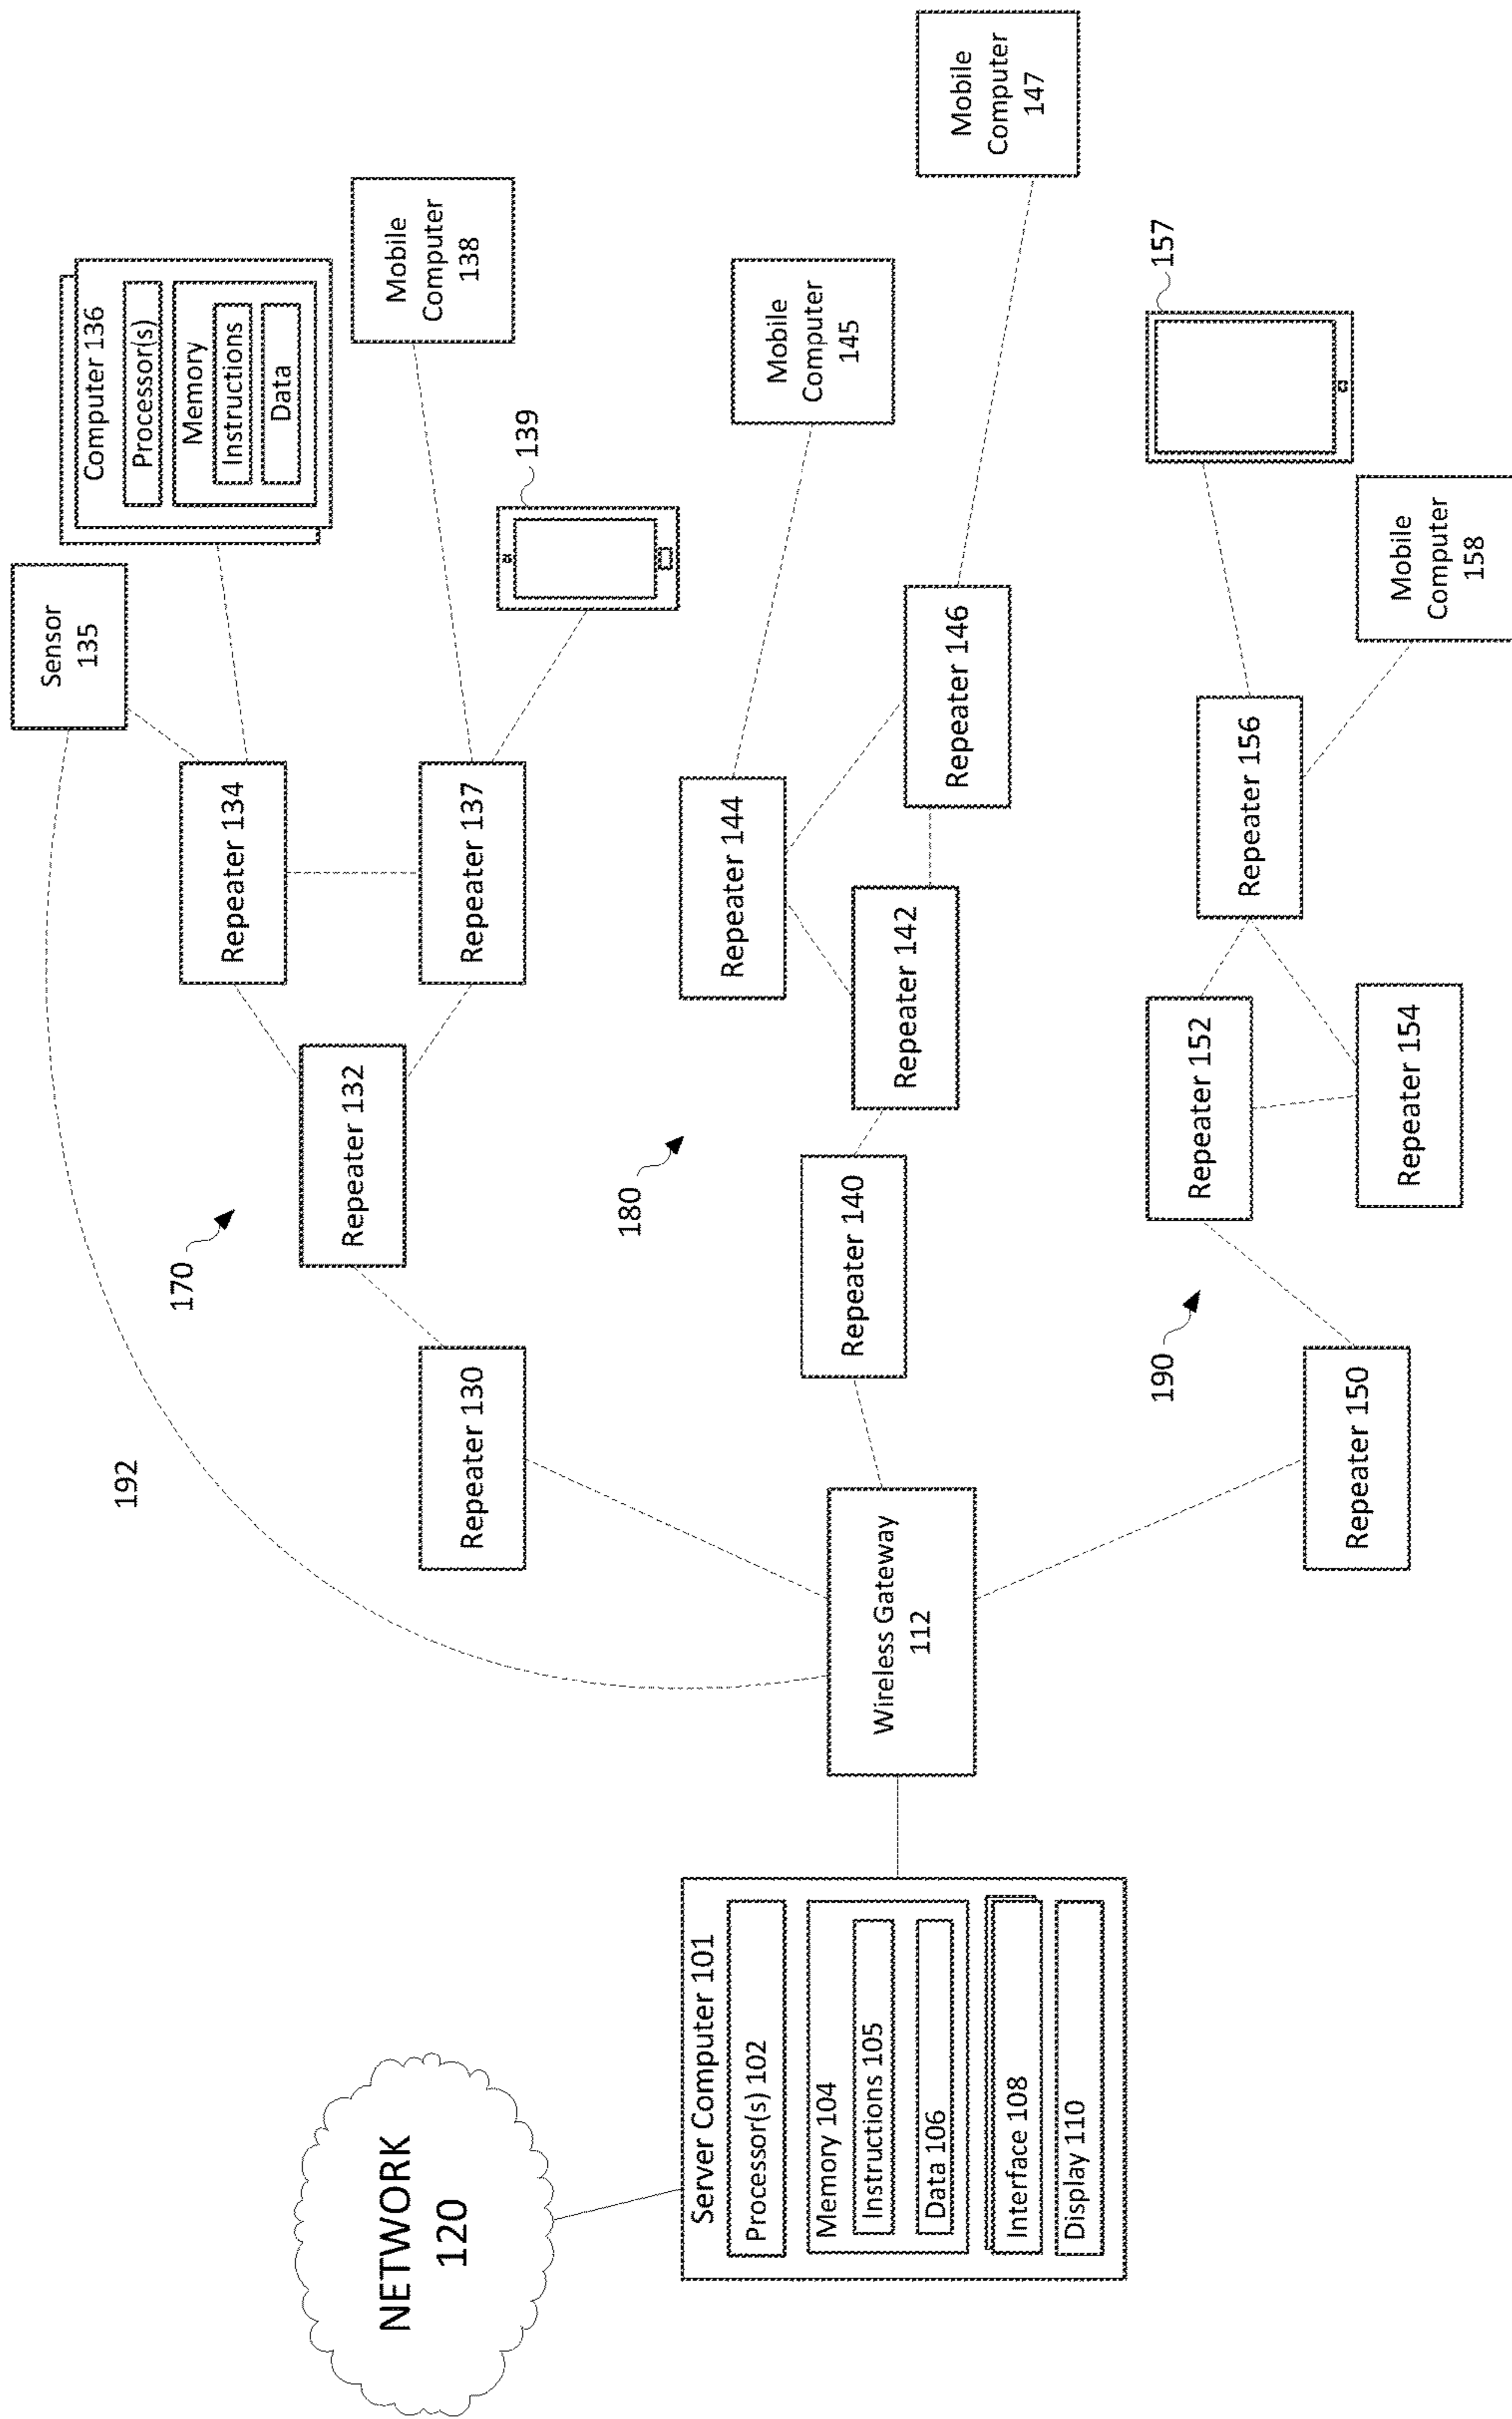 NETWORK
120
Server Computer 101
Processor(s) 102
Memory 104
Instructions 105
Data 106
Interface 108
Display 110
Wireless Gateway
112
192
170
Repeater 130
Repeater 132
Repeater 134
Repeater 137
Sensor
135
Computer 136
Processor(s)
Memory
Instructions
Data
Mobile
Computer
138
139
180
Repeater 140
Repeater 142
Repeater 144
Repeater 146
Mobile
Computer
145
Mobile
Computer
147
190
Repeater 150
Repeater 152
Repeater 154
Repeater 156
157
Mobile
Computer
158